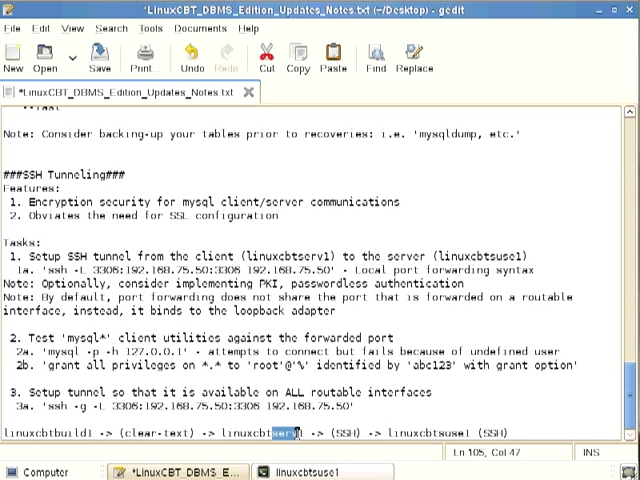 *LinuxCBT_DBMS_Edition_Updates_Notes.txt (~/Desktop) - gedit
File Edit View Search Tools Documents Help
New Open Save Print... Undo Redo Cut Copy Paste Find Replace
*LinuxCBT_DBMS_Edition_Updates_Notes.txt
Note: Consider backing-up your tables prior to recoveries: i.e. 'mysqldump, etc.'
###SSH Tunneling###
Features:
1. Encryption security for mysql client/server communications
2. Obviates the need for SSL configuration
Tasks:
1. Setup SSH tunnel from the client (linuxcbtserv1) to the server (linuxcbtsuse1)
1a. 'ssh -L 3306:192.168.75.50:3306 192.168.75.50' - Local port forwarding syntax
Note: Optionally, consider implementing PKI, passwordless authentication
Note: By default, port forwarding does not share the port that is forwarded on a routable
interface, instead, it binds to the loopback adapter
2. Test 'mysql*' client utilities against the forwarded port
2a. 'mysql -p -h 127.0.0.1' - attempts to connect but fails because of undefined user
2b. 'grant all privileges on *.* to 'root'@'%' identified by 'abc123' with grant option'
3. Setup tunnel so that it is available on ALL routable interfaces
3a. 'ssh -g -L 3306:192.168.75.50:3306 192.168.75.50'
linuxcbtbuild1 -> (clear-text) -> linuxcbtserv1 -> (SSH) -> linuxcbtsuse1 (SSH)
Ln 105, Col 47 INS
Computer *LinuxCBT_DBMS_E... linuxcbtsuse1